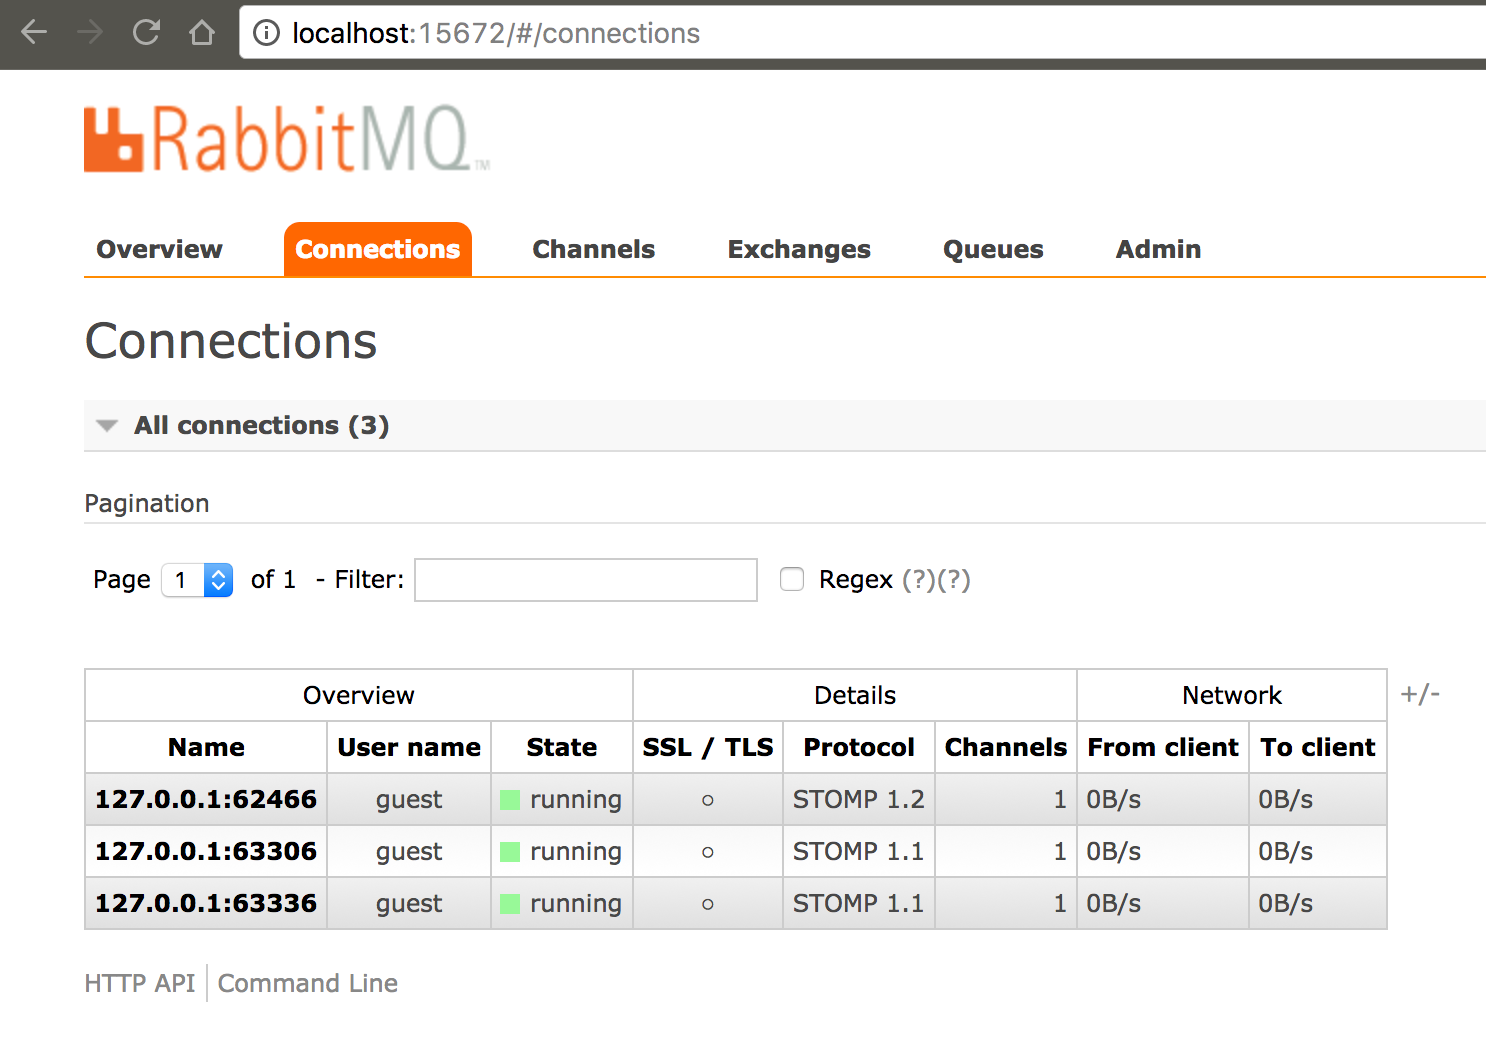 localhost:15672/#/connections
RabbitMQ™
Overview Connections Channels Exchanges Queues Admin
Connections
All connections (3)
Pagination
Page 1 of 1 - Filter: Regex (?)(?)
Overview Details Network +/-
Name User name State SSL / TLS Protocol Channels From client To client
127.0.0.1:62466 guest running ○ STOMP 1.2 1 0B/s 0B/s
127.0.0.1:63306 guest running ○ STOMP 1.1 1 0B/s 0B/s
127.0.0.1:63336 guest running ○ STOMP 1.1 1 0B/s 0B/s
HTTP API Command Line